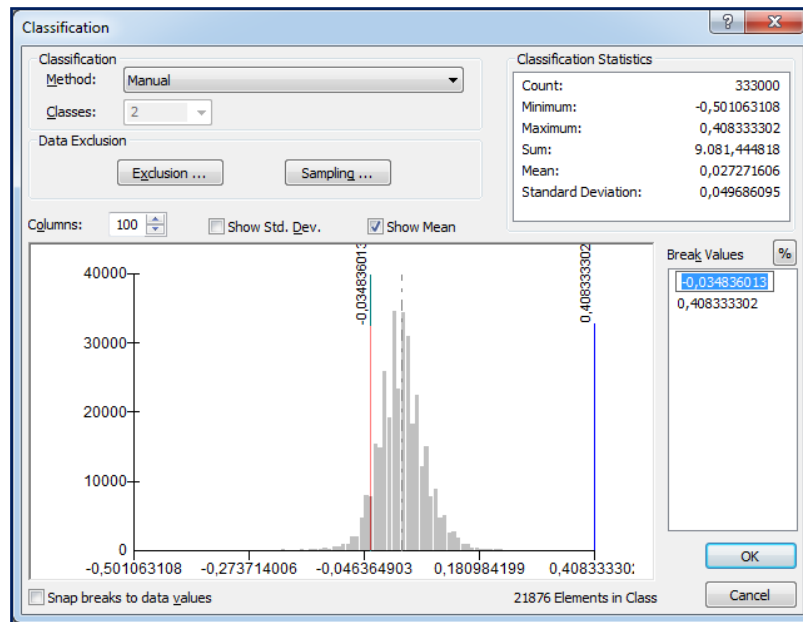 Classification
Classification
Method: Manual
Classes: 2
Data Exclusion
Exclusion ... Sampling ...
Classification Statistics
Count: 333000
Minimum: -0,501063108
Maximum: 0,408333302
Sum: 9.081,444818
Mean: 0,027271606
Standard Deviation: 0,049686095
Columns: 100 Show Std. Dev. Show Mean
Break Values %
-0,034836013
0,408333302
-0,034836013
0,408333302
40000
30000
20000
10000
0
-0,501063108 -0,273714006 -0,046364903 0,180984199 0,408333302
OK
Snap breaks to data values 21876 Elements in Class Cancel